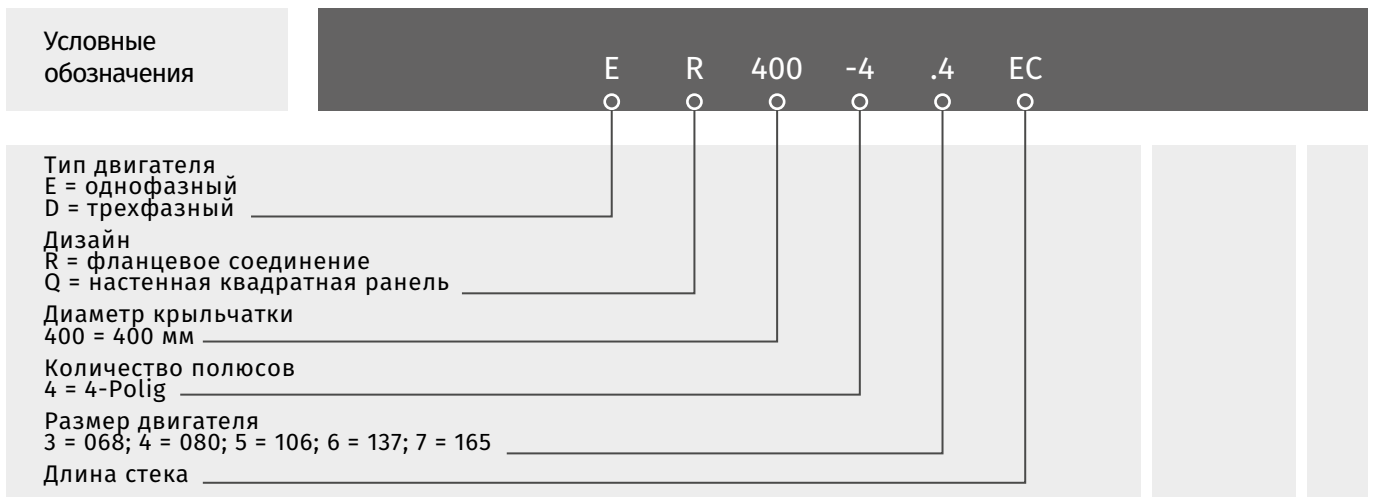 Условные
обозначения
E R 400 -4 .4 EC
Тип двигателя
E = однофазный
D = трехфазный
Дизайн
R = фланцевое соединение
Q = настенная квадратная панель
Диаметр крыльчатки
400 = 400 мм
Количество полюсов
4 = 4-Polig
Размер двигателя
3 = 068; 4 = 080; 5 = 106; 6 = 137; 7 = 165
Длина стека